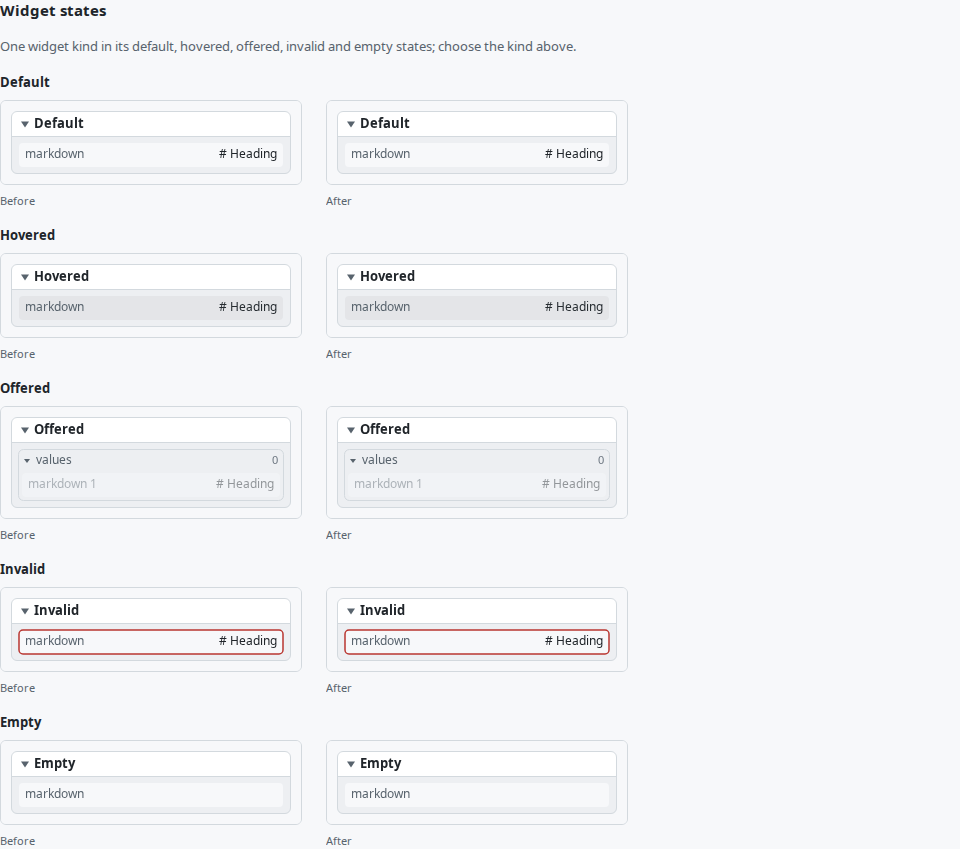 Widget states
One widget kind in its default, hovered, offered, invalid and empty states; choose the kind above.
Default
Default Default
markdown # Heading markdown # Heading
Before After
Hovered
Hovered Hovered
markdown # Heading markdown # Heading
Before After
Offered
Offered Offered
values 0 values 0
markdown 1 # Heading markdown 1 # Heading
Before After
Invalid
Invalid Invalid
markdown # Heading markdown # Heading
Before After
Empty
Empty Empty
markdown markdown
Before After